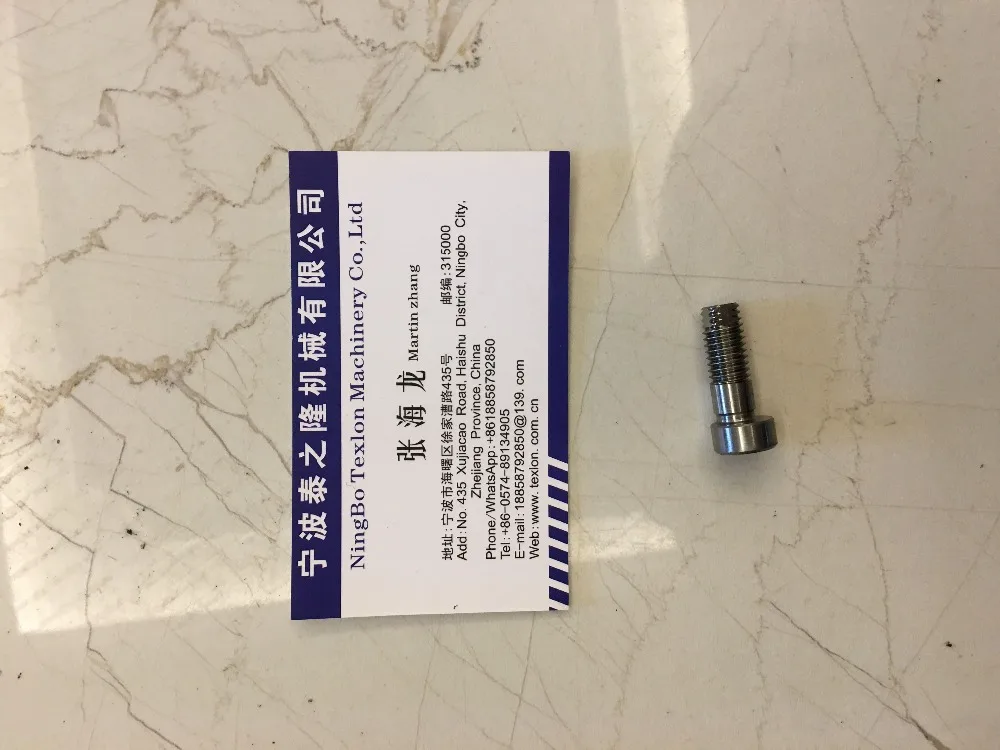 宁波泰之隆机械有限公司
NingBo Texlon Machinery Co.,Ltd
张海龙 Martin zhang
地址:宁波市海曙区徐家漕路435号 邮编:315000
Add:No.435 Xujiacao Road, Haishu District, Ningbo City,
Zhejiang Province, China
Phone/WhatsApp:+8618858792850
Tel:+86-0574-89134905
E-mail:18858792850@139.com
Web:www.texlon.com.cn